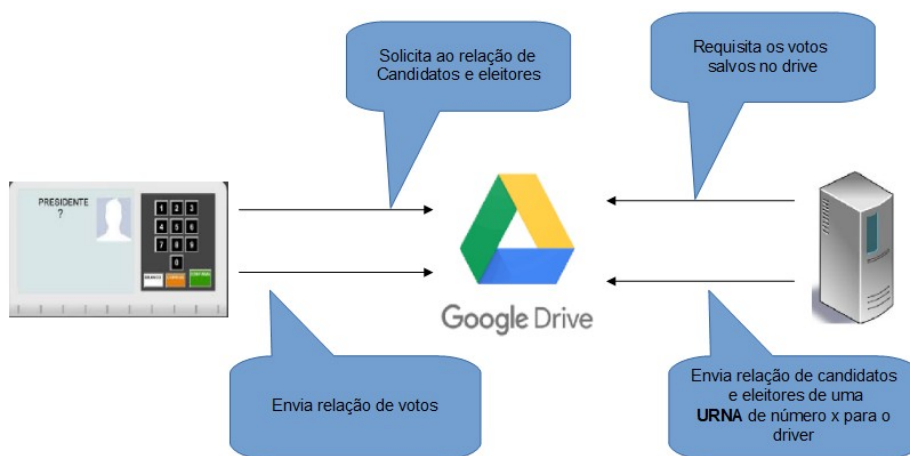 Solicita ao relação de
Candidatos e eleitores
Requisita os votos
salvos no drive
PRESIDENTE
?
1 2 3
4 5 6
7 8 9
0
BRANCO
CONFIRMA
Google Drive
Envia relação de votos
Envia relação de candidatos
e eleitores de uma
URNA de número x para o
driver